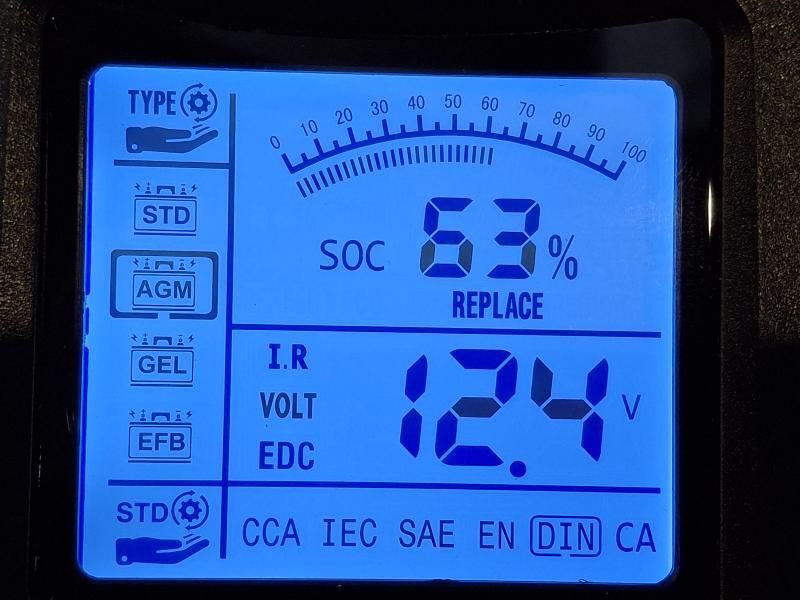 TYPE
0 10 20 30 40 50 60 70 80 90 100
STD
AGM
GEL
EFB
SOC 63%
REPLACE
I.R
VOLT
EDC
12.4 V
STD
CCA IEC SAE EN DIN CA